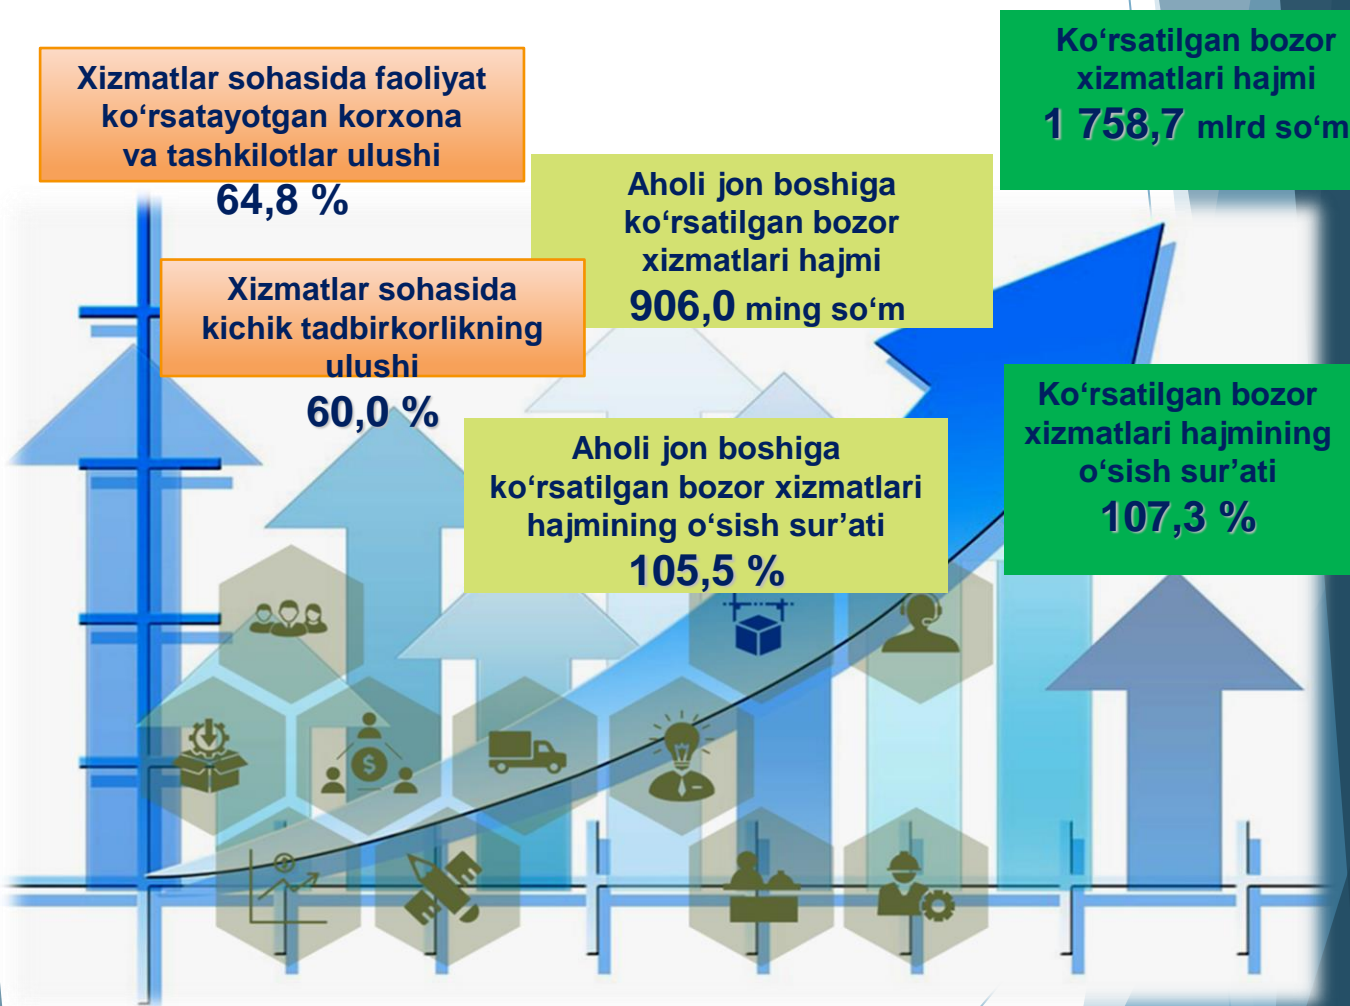 Xizmatlar sohasida faoliyat
ko‘rsatayotgan korxona
va tashkilotlar ulushi
64,8 %
Xizmatlar sohasida
kichik tadbirkorlikning
ulushi
60,0 %
Aholi jon boshiga
ko‘rsatilgan bozor
xizmatlari hajmi
906,0 ming so‘m
Aholi jon boshiga
ko‘rsatilgan bozor xizmatlari
hajmining o‘sish sur’ati
105,5 %
Ko‘rsatilgan bozor
xizmatlari hajmi
1 758,7 mlrd so‘m
Ko‘rsatilgan bozor
xizmatlari hajmining
o‘sish sur’ati
107,3 %